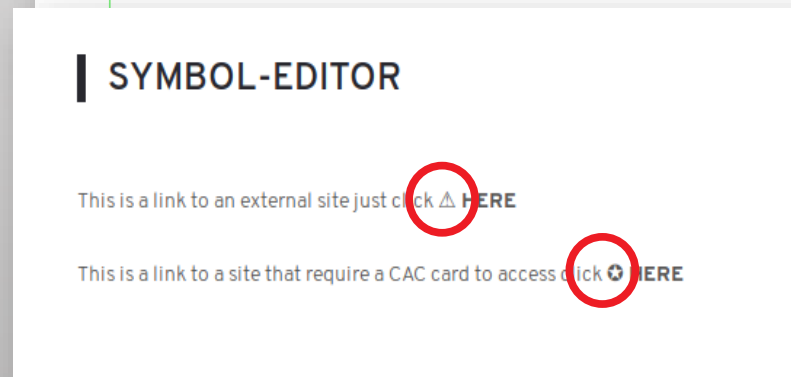 SYMBOL-EDITOR
This is a link to an external site just click ⚠ HERE
This is a link to a site that require a CAC card to access click ✪ HERE